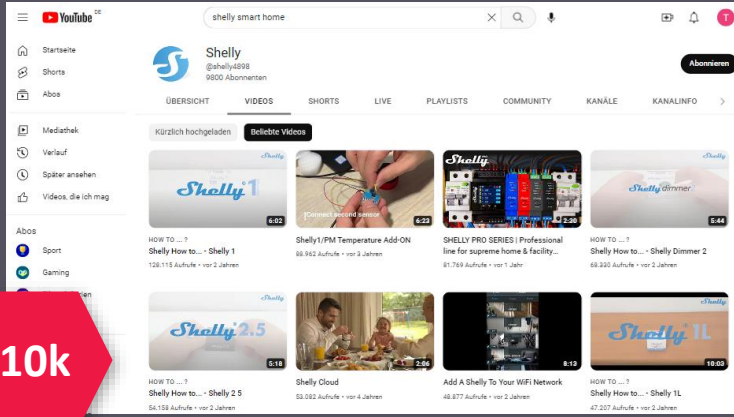 YouTube DE
shelly smart home
T
Startseite
Shorts
Abos
Mediathek
Verlauf
Später ansehen
Videos, die ich mag
Abos
Sport
Gaming
10k
Shelly
@shelly4898
9800 Abonnenten
Abonnieren
ÜBERSICHT VIDEOS SHORTS LIVE PLAYLISTS COMMUNITY KANÄLE KANALINFO
Kürzlich hochgeladen Beliebte Videos
Shelly
Shelly 1
6:02
HOW TO ... ?
Shelly How to... - Shelly 1
128.115 Aufrufe • vor 2 Jahren
[Connect second sensor
6:23
Shelly1/PM Temperature Add-ON
88.962 Aufrufe • vor 3 Jahren
Shelly
2:20
SHELLY PRO SERIES | Professional
line for supreme home & facility...
81.769 Aufrufe • vor 1 Jahr
Shelly
Shelly dimmer
5:44
HOW TO ... ?
Shelly How to... - Shelly Dimmer 2
68.330 Aufrufe • vor 2 Jahren
Shelly
Shelly 2.5
5:18
HOW TO ... ?
Shelly How to... - Shelly 2 5
54.158 Aufrufe • vor 2 Jahren
2:06
Shelly Cloud
53.082 Aufrufe • vor 4 Jahren
8:13
Add A Shelly To Your WiFi Network
48.877 Aufrufe • vor 2 Jahren
Shelly
Shelly 1L
10:03
HOW TO ... ?
Shelly How to... - Shelly 1L
47.207 Aufrufe • vor 2 Jahren